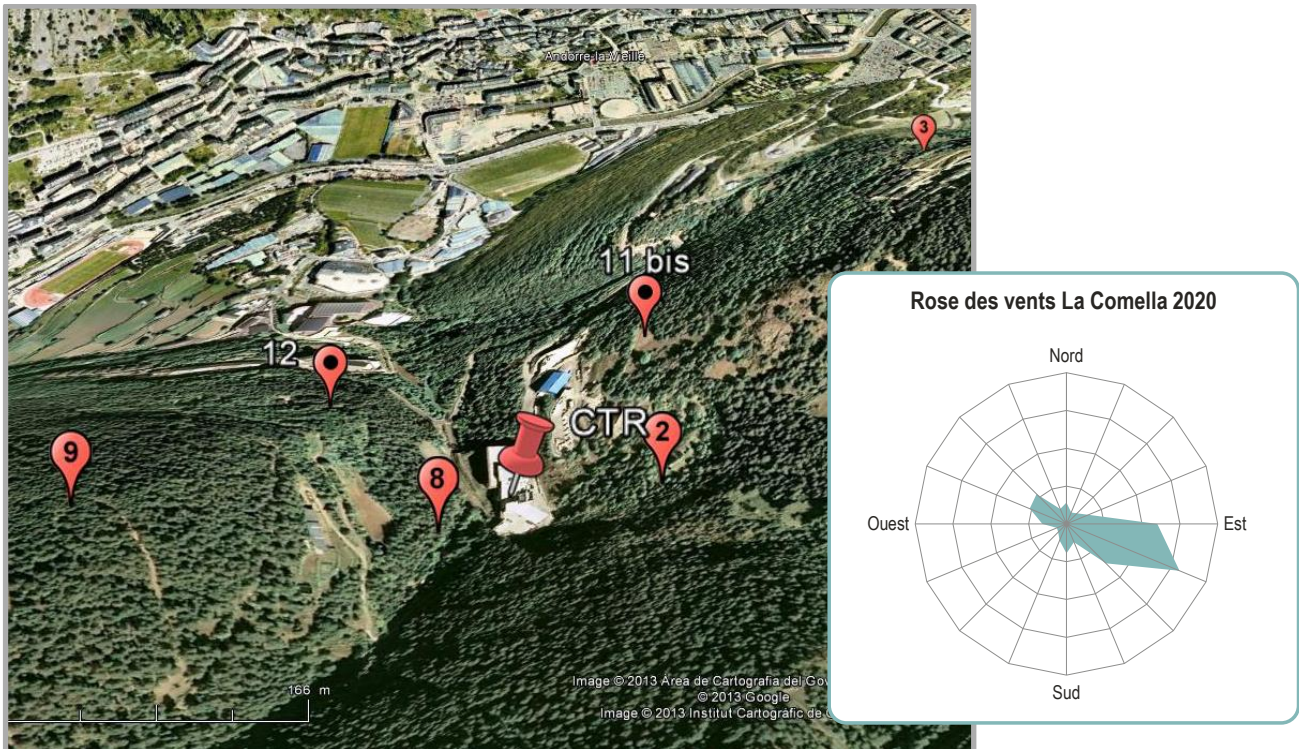 Andorre-la-Vieille
3
11 bis
12
CTR
2
9
8
166 m
Image © 2013 Àrea de Cartografia del Gov
© 2013 Google
Image © 2013 Institut Cartogràfic de
Rose des vents La Comella 2020
Nord
Ouest
Est
Sud